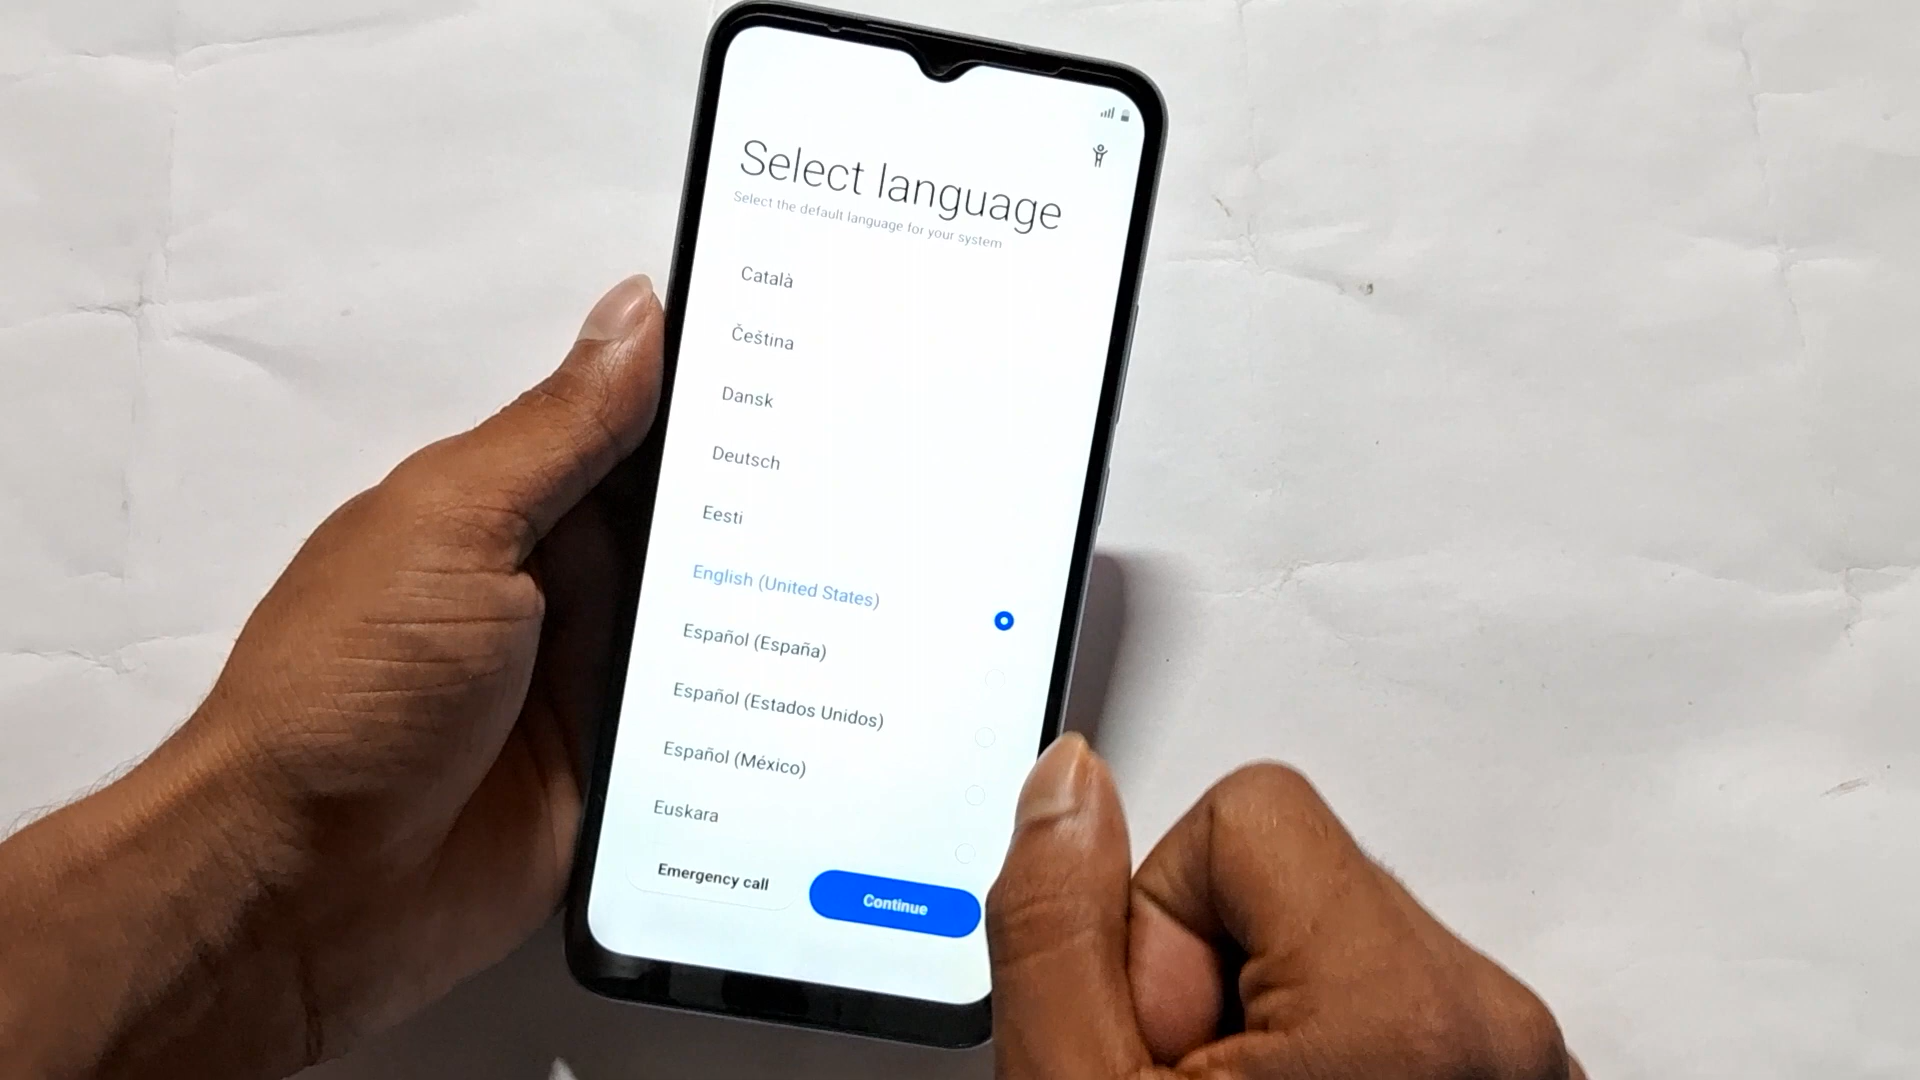 Select language
Select the default language for your system
Català
Čeština
Dansk
Deutsch
Eesti
English (United States)
Español (España)
Español (Estados Unidos)
Español (México)
Euskara
Emergency call
Continue